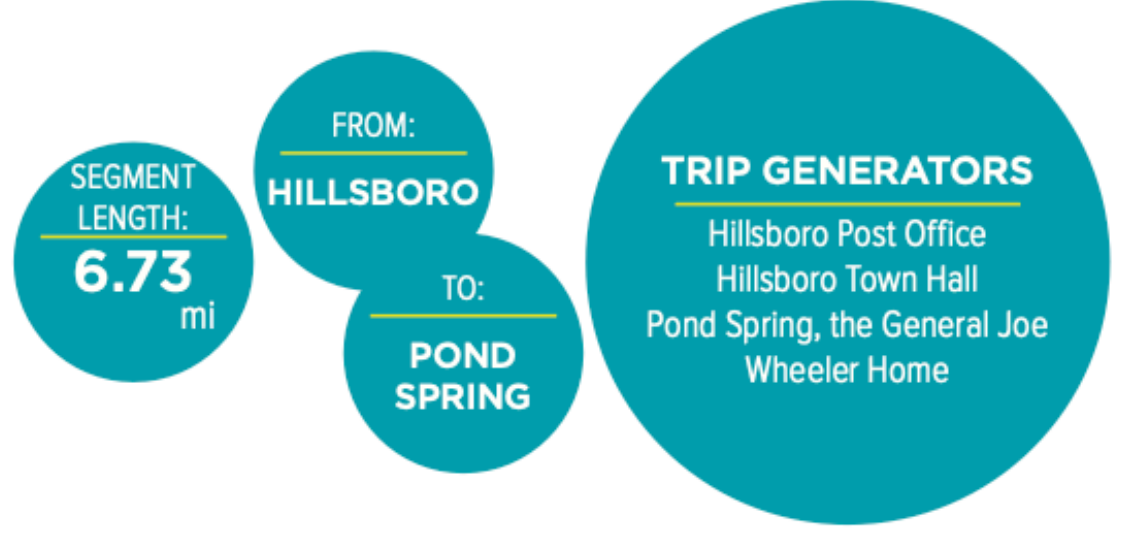 SEGMENT
LENGTH:
6.73
mi
FROM:
HILLSBORO
TO:
POND
SPRING
TRIP GENERATORS
Hillsboro Post Office
Hillsboro Town Hall
Pond Spring, the General Joe
Wheeler Home